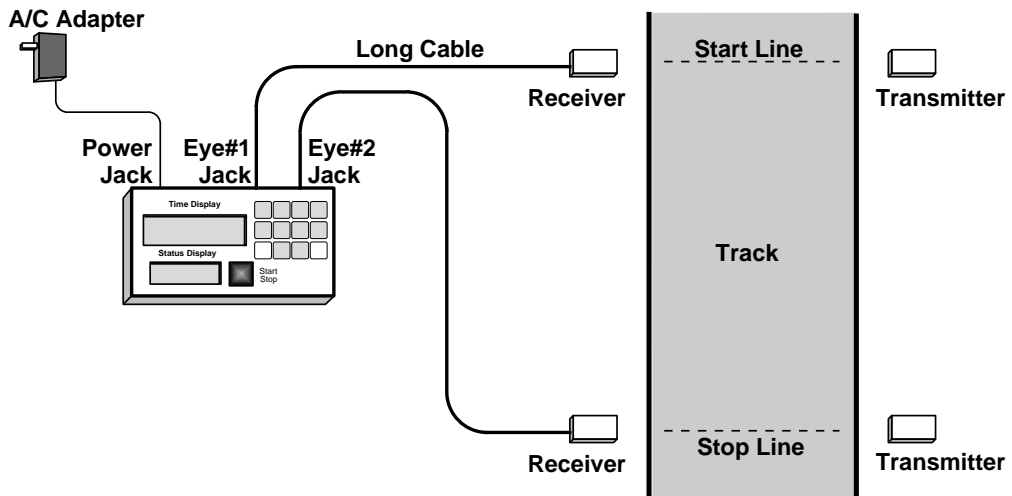 A/C Adapter
Long Cable
Start Line
Receiver
Transmitter
Power
Jack
Eye#1
Jack
Eye#2
Jack
Time Display
Status Display
Start
Stop
Track
Stop Line
Receiver
Transmitter